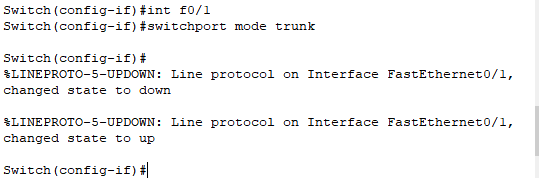 Switch(config-if)#int f0/1
Switch(config-if)#switchport mode trunk
Switch(config-if)#
%LINEPROTO-5-UPDOWN: Line protocol on Interface FastEthernet0/1,
changed state to down
%LINEPROTO-5-UPDOWN: Line protocol on Interface FastEthernet0/1,
changed state to up
Switch(config-if)#